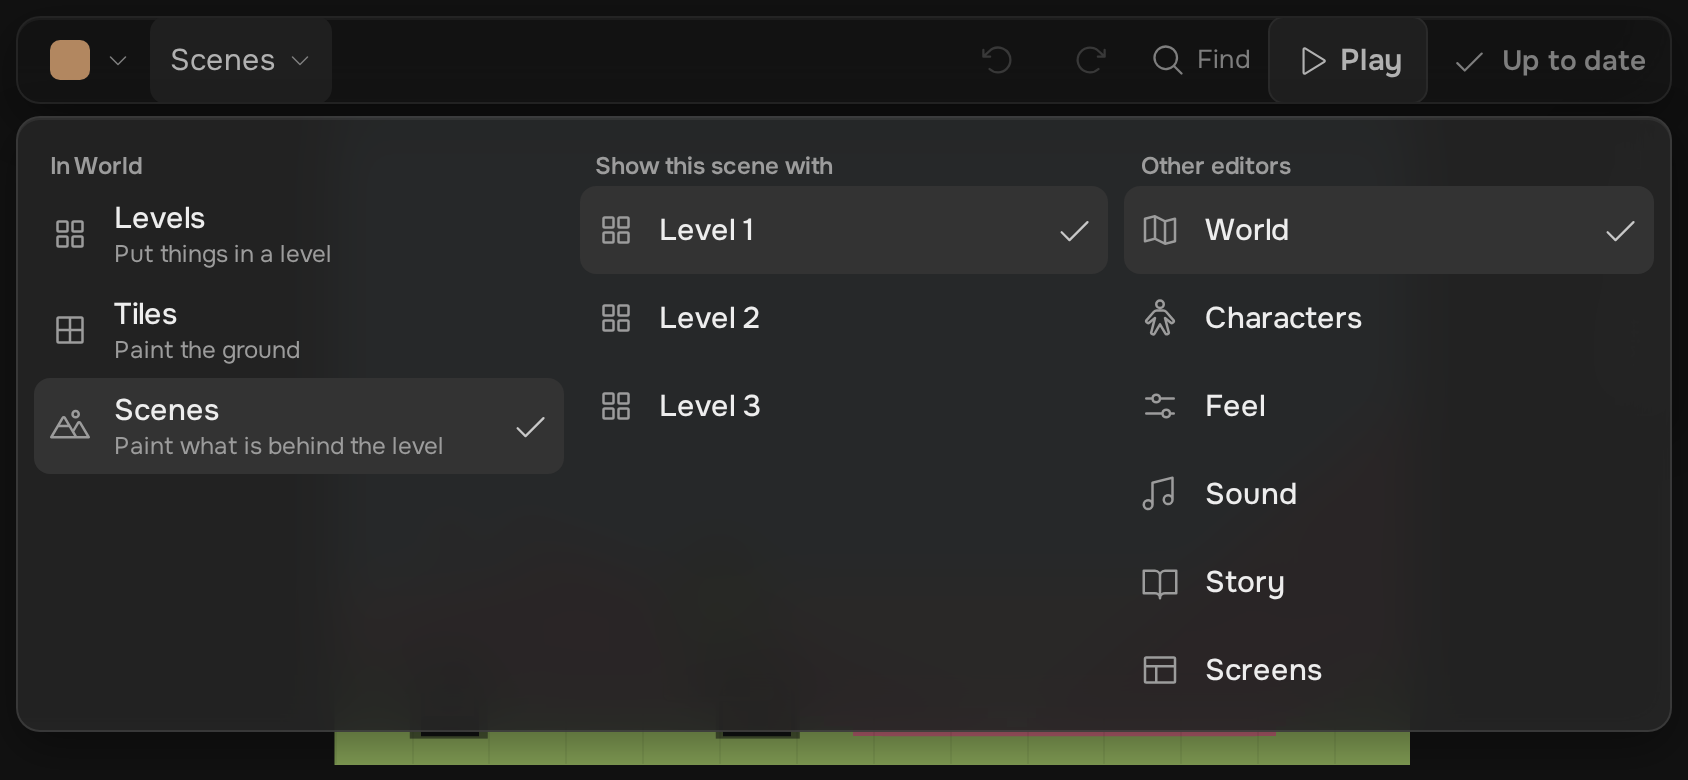 Scenes
Find
Play
Up to date
In World
Levels
Put things in a level
Tiles
Paint the ground
Scenes
Paint what is behind the level
Show this scene with
Level 1
Level 2
Level 3
Other editors
World
Characters
Feel
Sound
Story
Screens